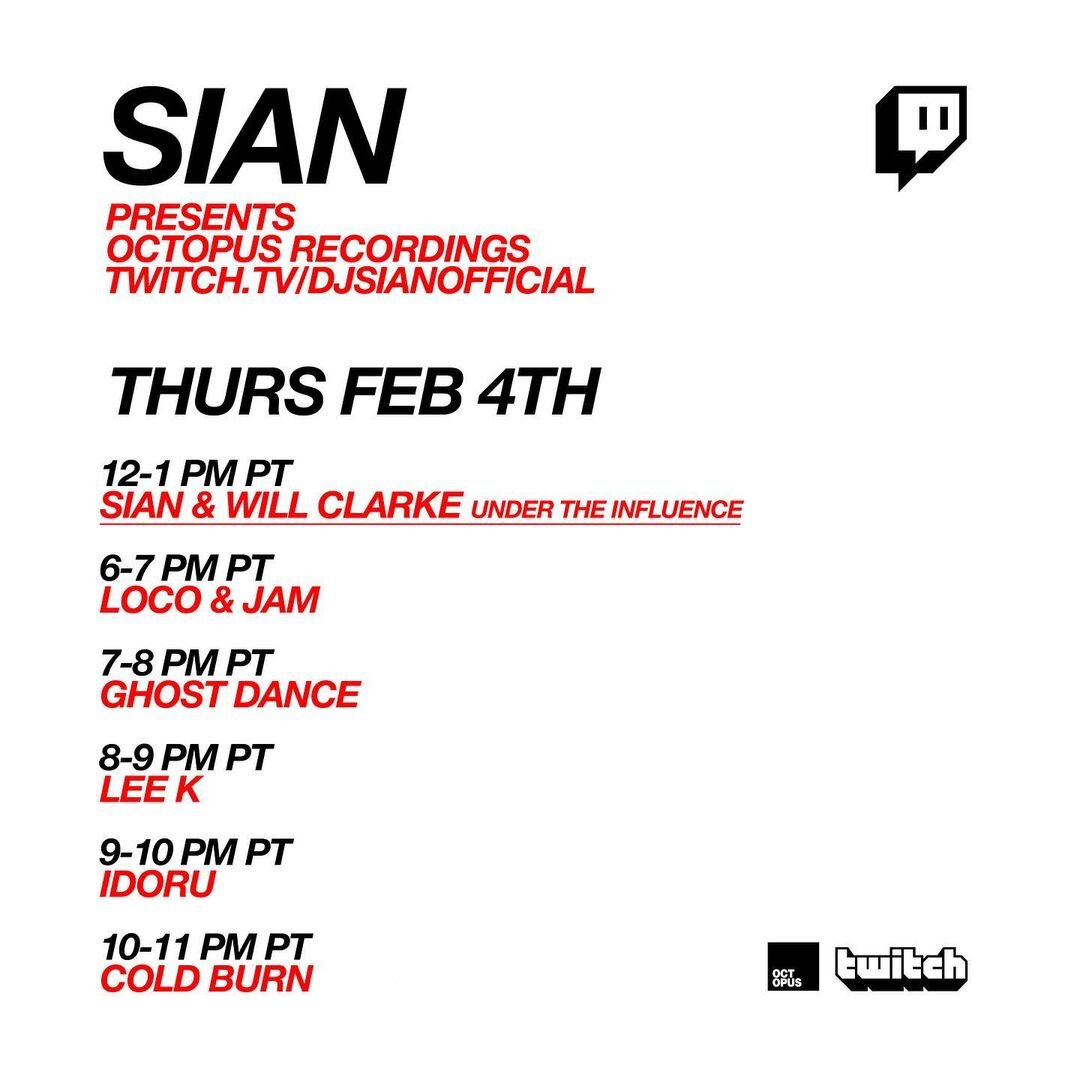 SIAN
PRESENTS
OCTOPUS RECORDINGS
TWITCH.TV/DJSIANOFFICIAL
THURS FEB 4TH
12-1 PM PT
SIAN & WILL CLARKE UNDER THE INFLUENCE
6-7 PM PT
LOCO & JAM
7-8 PM PT
GHOST DANCE
8-9 PM PT
LEE K
9-10 PM PT
IDORU
10-11 PM PT
COLD BURN
OCT
OPUS
twitch